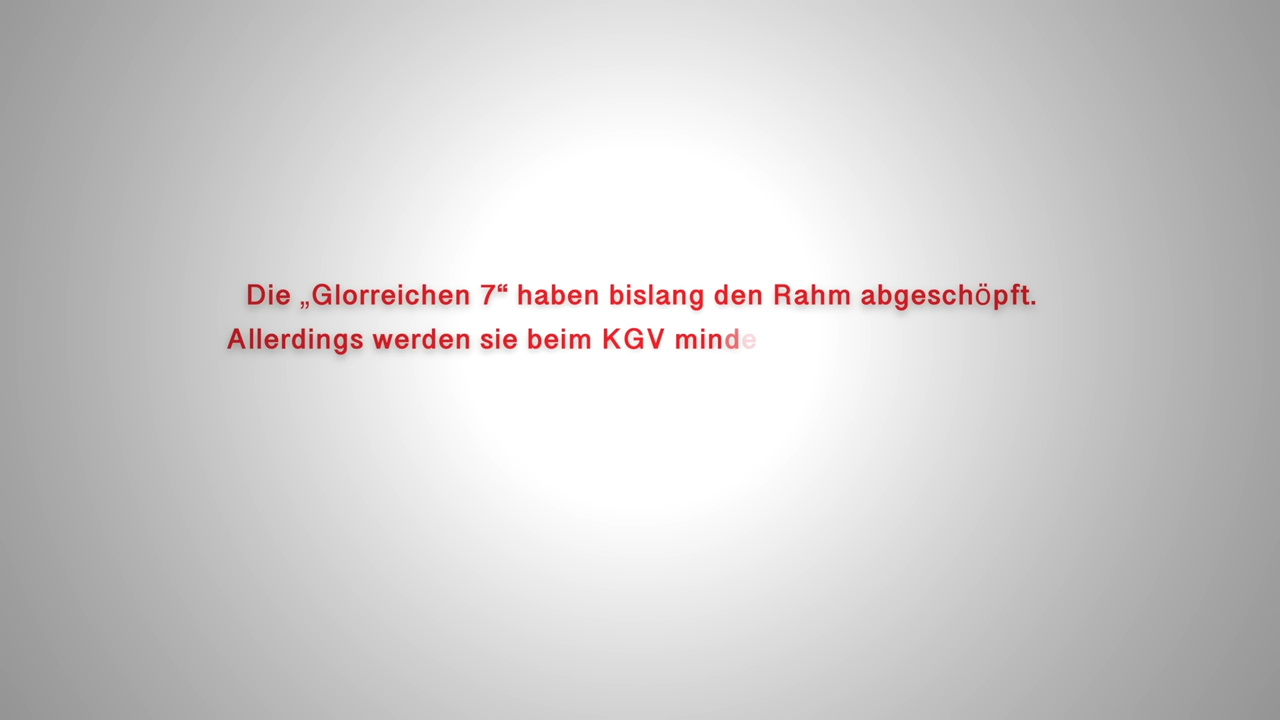 Die „Glorreichen 7“ haben bislang den Rahm abgeschöpft.
Allerdings werden sie beim KGV minde